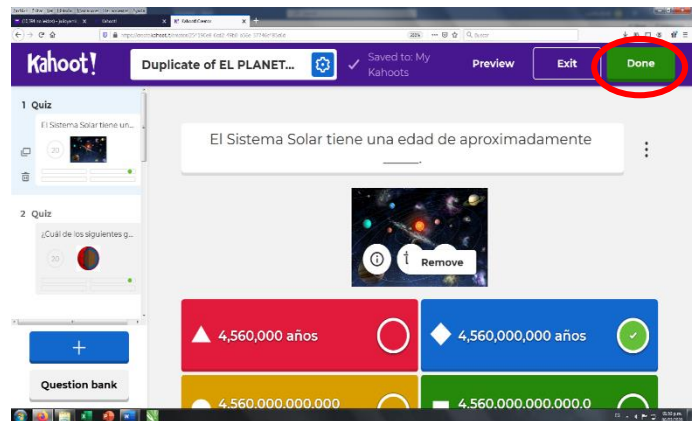 Kahoot!
Duplicate of EL PLANET...
Saved to: My
Kahoots
Preview
Exit
Done
1 Quiz
El Sistema Solar tiene un...
20
2 Quiz
¿Cuál de los siguientes g...
20
+
Question bank
El Sistema Solar tiene una edad de aproximadamente
_____.
Remove
4,560,000 años
4,560,000,000 años
4,560,000,000,000
4,560,000,000,000,0